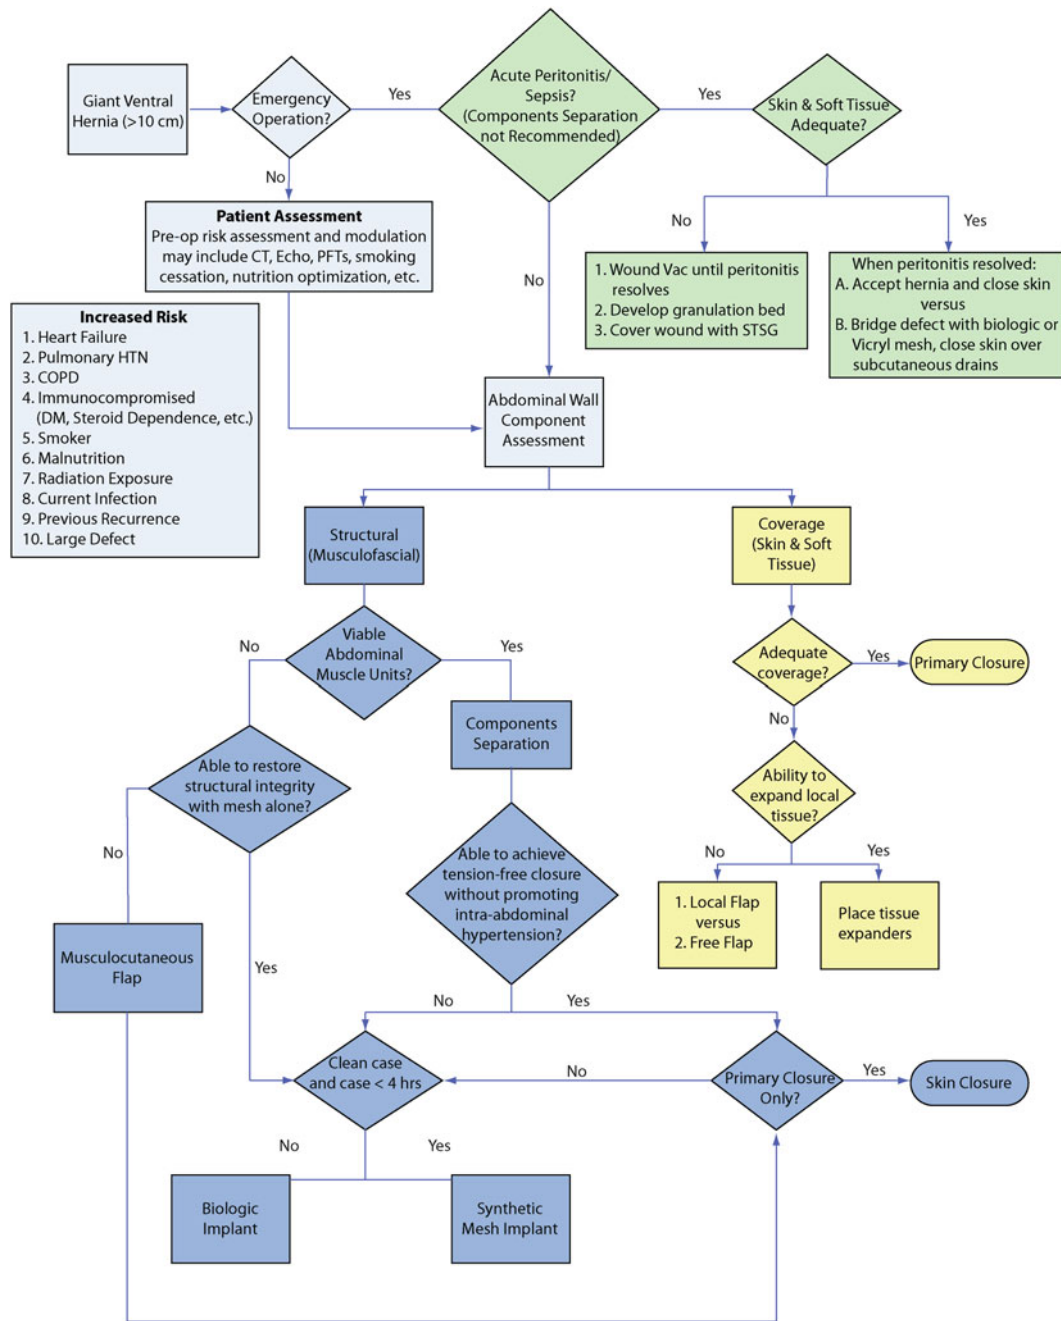 Giant Ventral
Hernia (>10 cm)
Emergency
Operation?
Yes
Acute Peritonitis/
Sepsis?
(Components Separation
not Recommended)
Yes
Skin & Soft Tissue
Adequate?
No
Patient Assessment
Pre-op risk assessment and modulation
may include CT, Echo, PFTs, smoking
cessation, nutrition optimization, etc.
No
No
Yes
1. Wound Vac until peritonitis
resolves
2. Develop granulation bed
3. Cover wound with STSG
When peritonitis resolved:
A. Accept hernia and close skin
versus
B. Bridge defect with biologic or
Vicryl mesh, close skin over
subcutaneous drains
Increased Risk
1. Heart Failure
2. Pulmonary HTN
3. COPD
4. Immunocompromised
(DM, Steroid Dependence, etc.)
5. Smoker
6. Malnutrition
7. Radiation Exposure
8. Current Infection
9. Previous Recurrence
10. Large Defect
Abdominal Wall
Component
Assessment
Structural
(Musculofascial)
Coverage
(Skin & Soft
Tissue)
Viable
Abdominal
Muscle Units?
No
Yes
Adequate
coverage?
Yes
Primary Closure
No
Components
Separation
Able to restore
structural integrity
with mesh alone?
Ability to
expand local
tissue?
No
Yes
No
Yes
Able to achieve
tension-free closure
without promoting
intra-abdominal
hypertension?
1. Local Flap
versus
2. Free Flap
Place tissue
expanders
Musculocutaneous
Flap
No
Yes
Clean case
and case < 4 hrs
No
Primary Closure
Only?
Yes
Skin Closure
No
Yes
Biologic
Implant
Synthetic
Mesh Implant